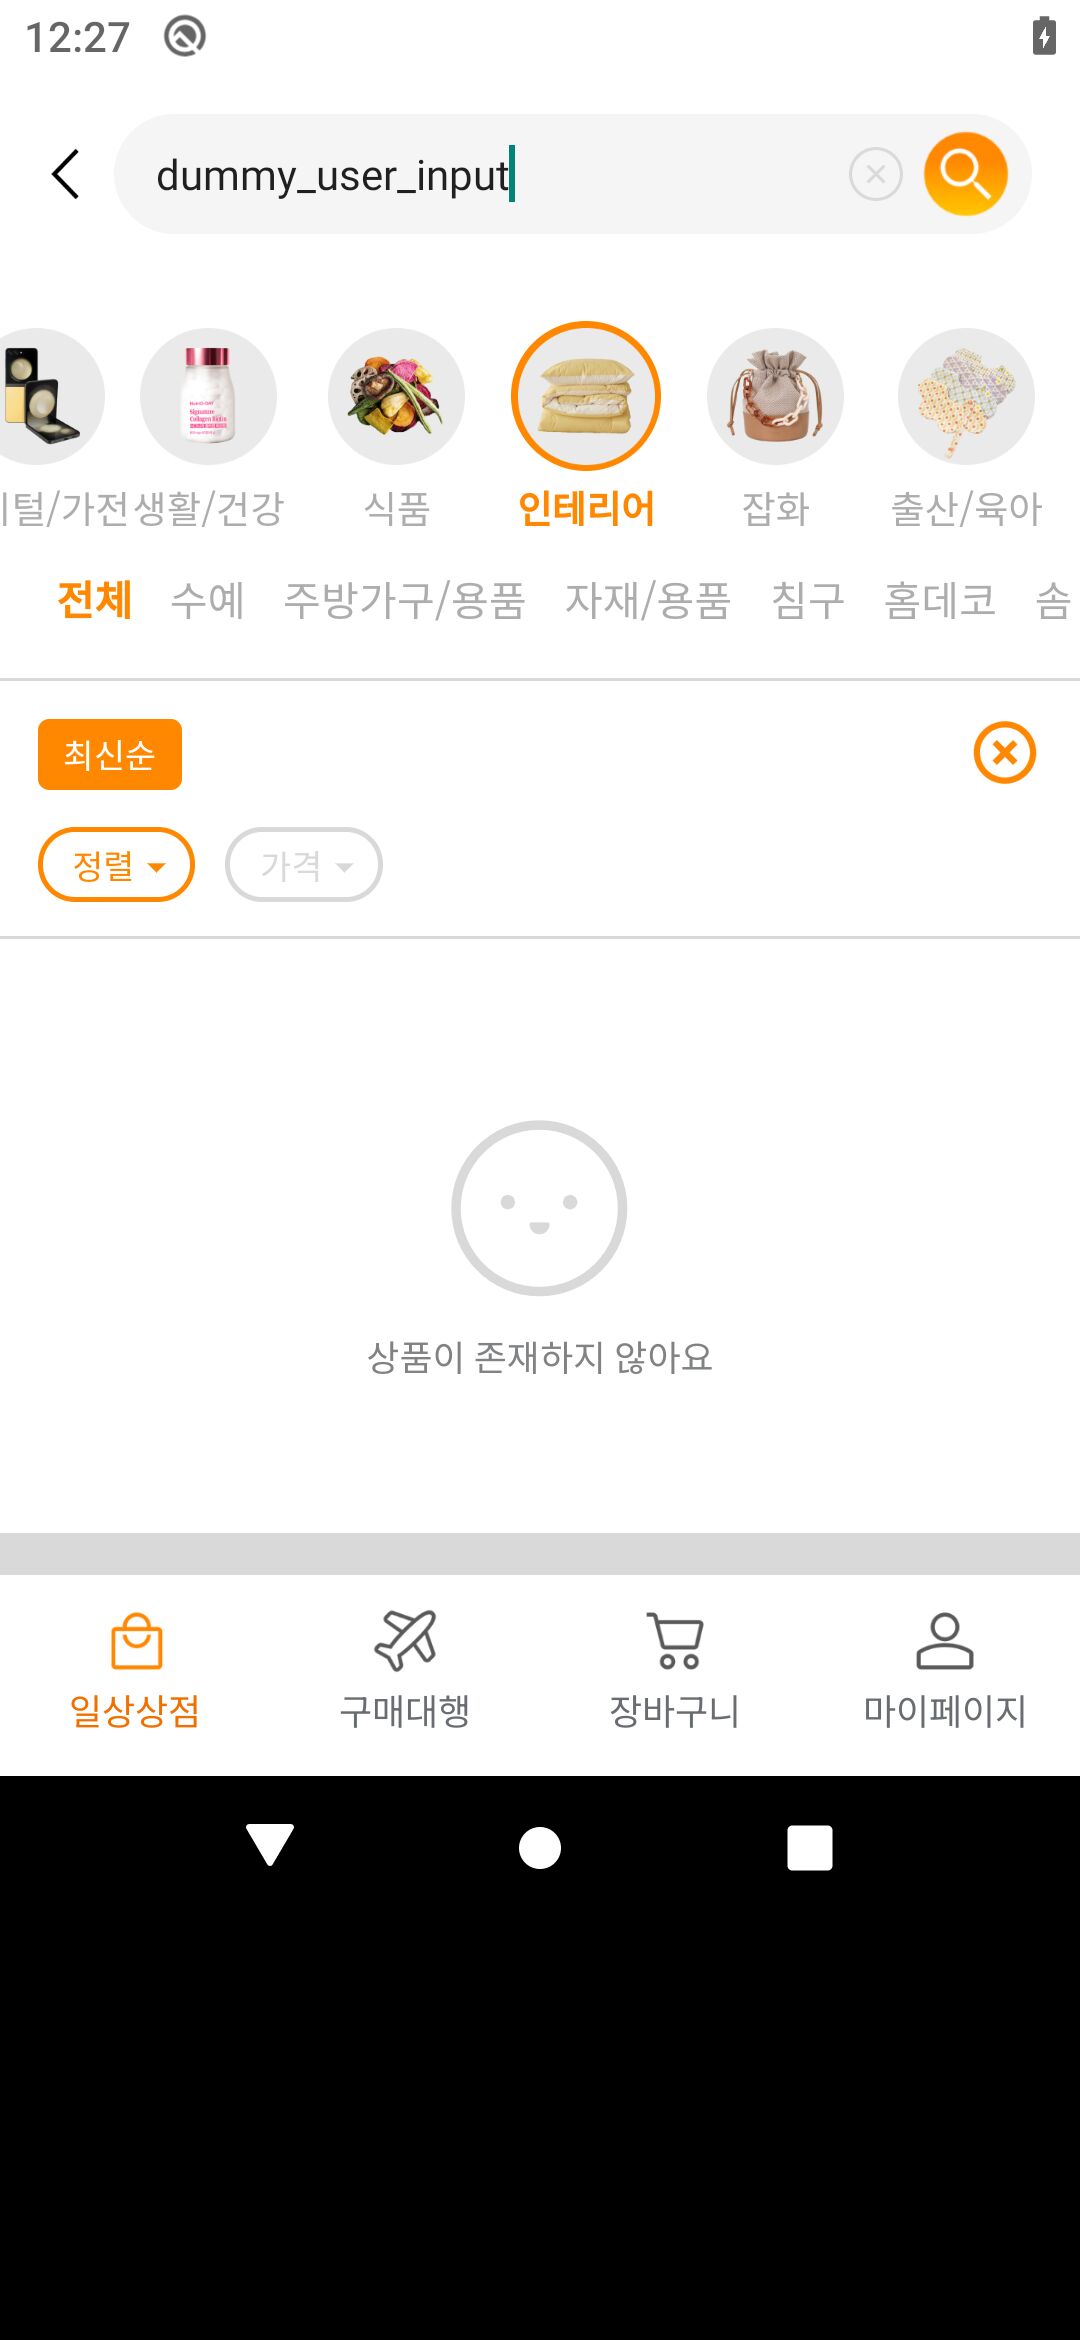 12:27
dummy_user_input
털/가전 생활/건강 식품 인테리어 잡화 출산/육아
전체 수예 주방가구/용품 자재/용품 침구 홈데코 솜
최신순
정렬 가격
상품이 존재하지 않아요
일상상점 구매대행 장바구니 마이페이지